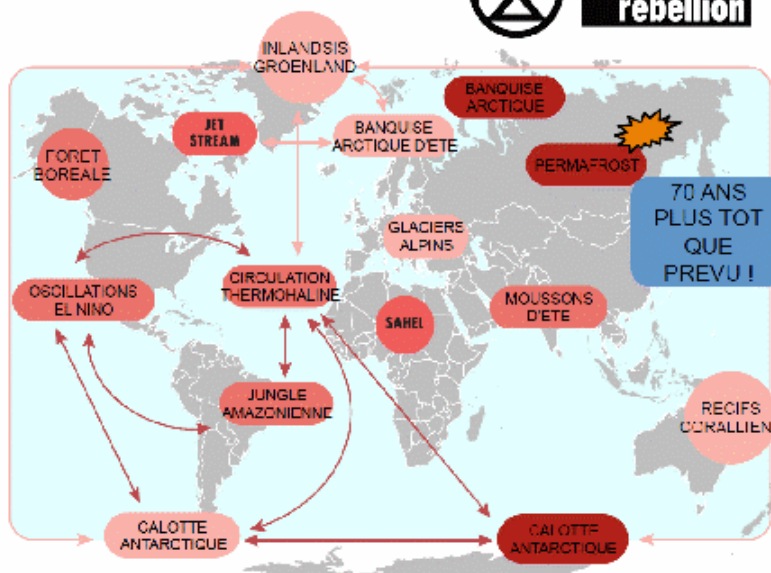 rebellion
INLANDSIS
GROENLAND
BANQUISE
ARCTIQUE
JET
STREAM
BANQUISE
ARCTIQUE D'ETE
FORET
BOREALE
PERMAFROST
70 ANS
PLUS TOT
QUE
PREVU !
GLACIERS
ALPINS
CIRCULATION
THERMOHALINE
OSCILLATIONS
EL NINO
MOUSSONS
D'ETE
SAHEL
JUNGLE
AMAZONIENNE
RECIFS
CORALLIEN
CALOTTE
ANTARCTIQUE
CALOTTE
ANTARCTIQUE